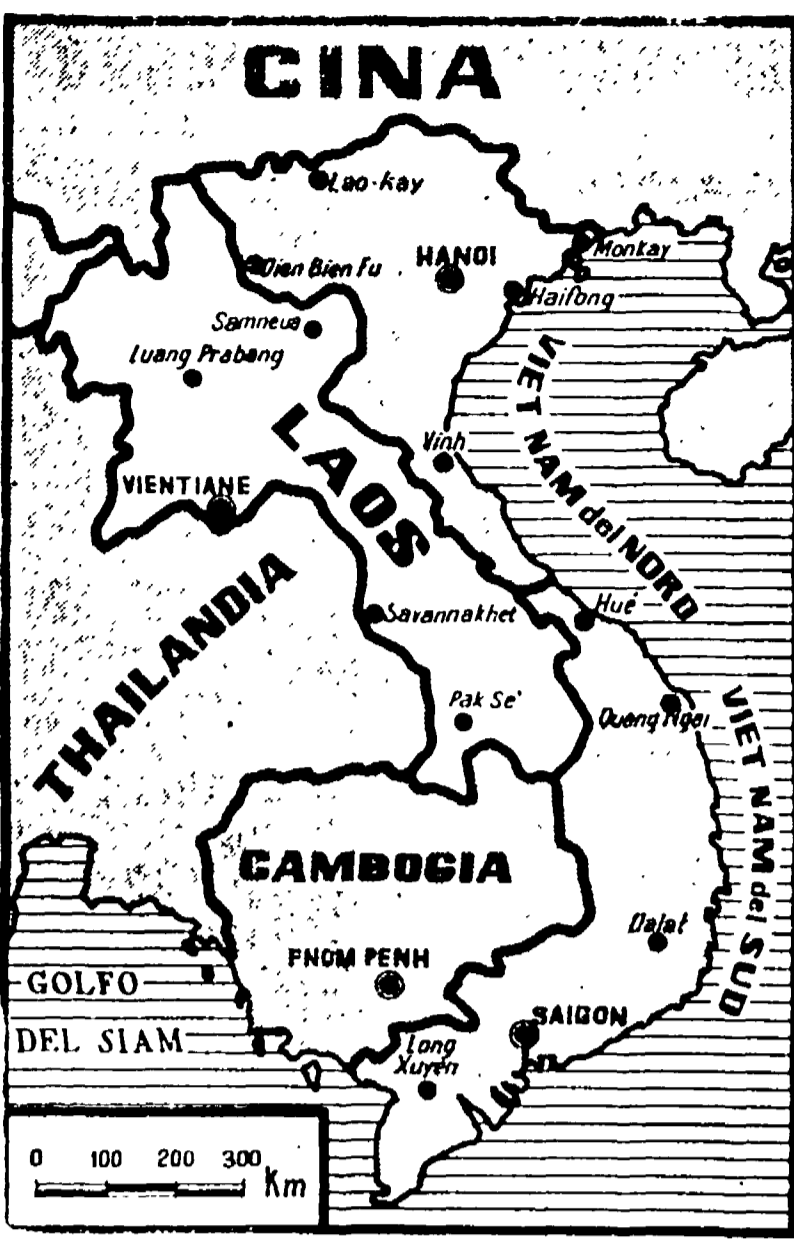 CINA
Lao-Kay
Dien Bien Fu
HANOI
Monkay
Haifong
Samneua
Luang Prabang
VIET NAM del NORD
LAOS
Vinh
VIENTIANE
THAILANDIA
Savannakhet
Hué
Pak Se'
Quang Ngai
VIET NAM del SUD
CAMBOGIA
Dalat
PNOM PENH
GOLFO
DEL SIAM
SAIGON
Long
Xuyén
0 100 200 300 Km